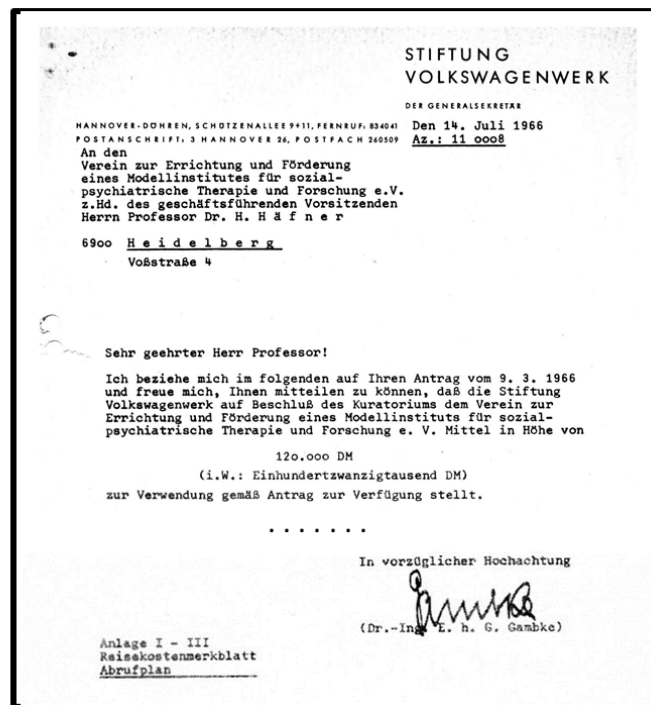 STIFTUNG
VOLKSWAGENWERK
DER GENERALSEKRETÄR
HANNOVER-DÖHREN, SCHÜTZENALLEE 9+11, FERNRUF: 834041
POSTANSCHRIFT: 3 HANNOVER 26, POSTFACH 260509
Den 14. Juli 1966
Az.: 11 0008
An den
Verein zur Errichtung und Förderung
eines Modellinstitutes für sozial-
psychiatrische Therapie und Forschung e.V.
z.Hd. des geschäftsführenden Vorsitzenden
Herrn Professor Dr. H. H ä f n e r
69oo H e i d e l b e r g
Voßstraße 4
Sehr geehrter Herr Professor!
Ich beziehe mich im folgenden auf Ihren Antrag vom 9. 3. 1966
und freue mich, Ihnen mitteilen zu können, daß die Stiftung
Volkswagenwerk auf Beschluß des Kuratoriums dem Verein zur
Errichtung und Förderung eines Modellinstituts für sozial-
psychiatrische Therapie und Forschung e. V. Mittel in Höhe von
12o.ooo DM
(i.W.: Einhundertzwanzigtausend DM)
zur Verwendung gemäß Antrag zur Verfügung stellt.
. . . . . . .
In vorzüglicher Hochachtung
Gambke
(Dr.-Ing. E. h. G. Gambke)
Anlage I - III
Reisekostenmerkblatt
Abrufplan